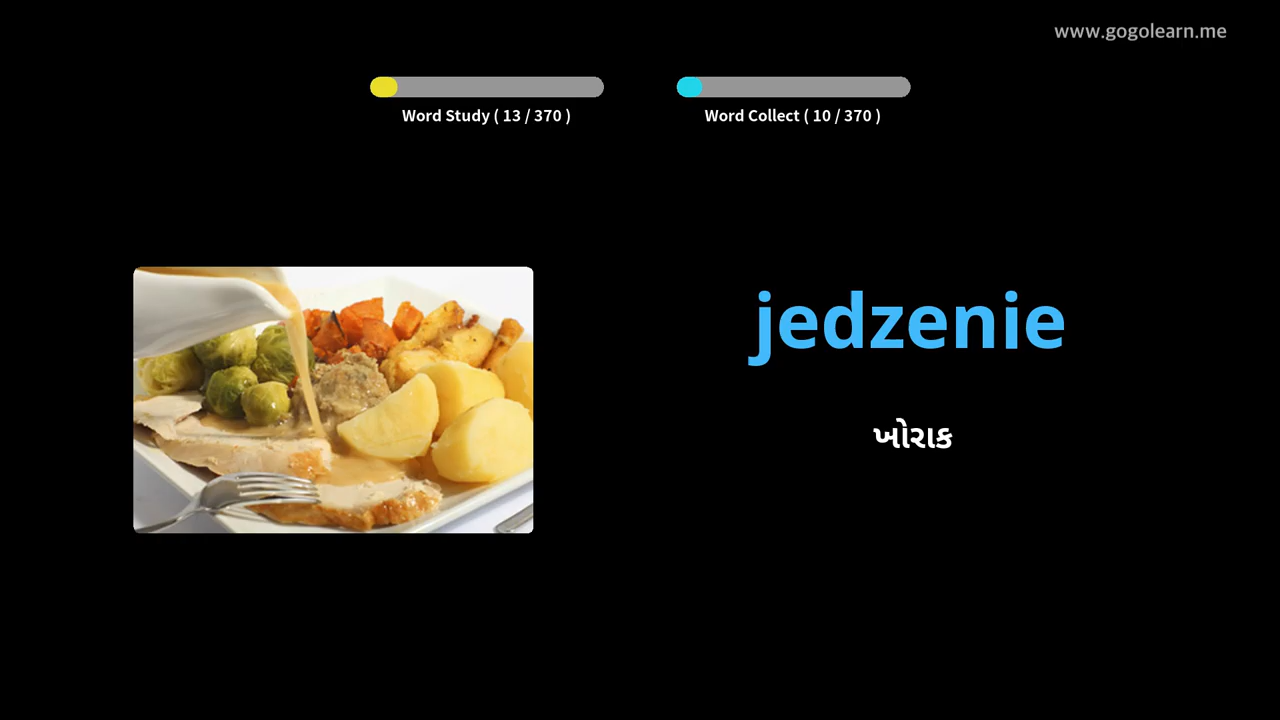 www.gogolearn.me
Word Study ( 13 / 370 )
Word Collect ( 10 / 370 )
jedzenie
ખોરાક